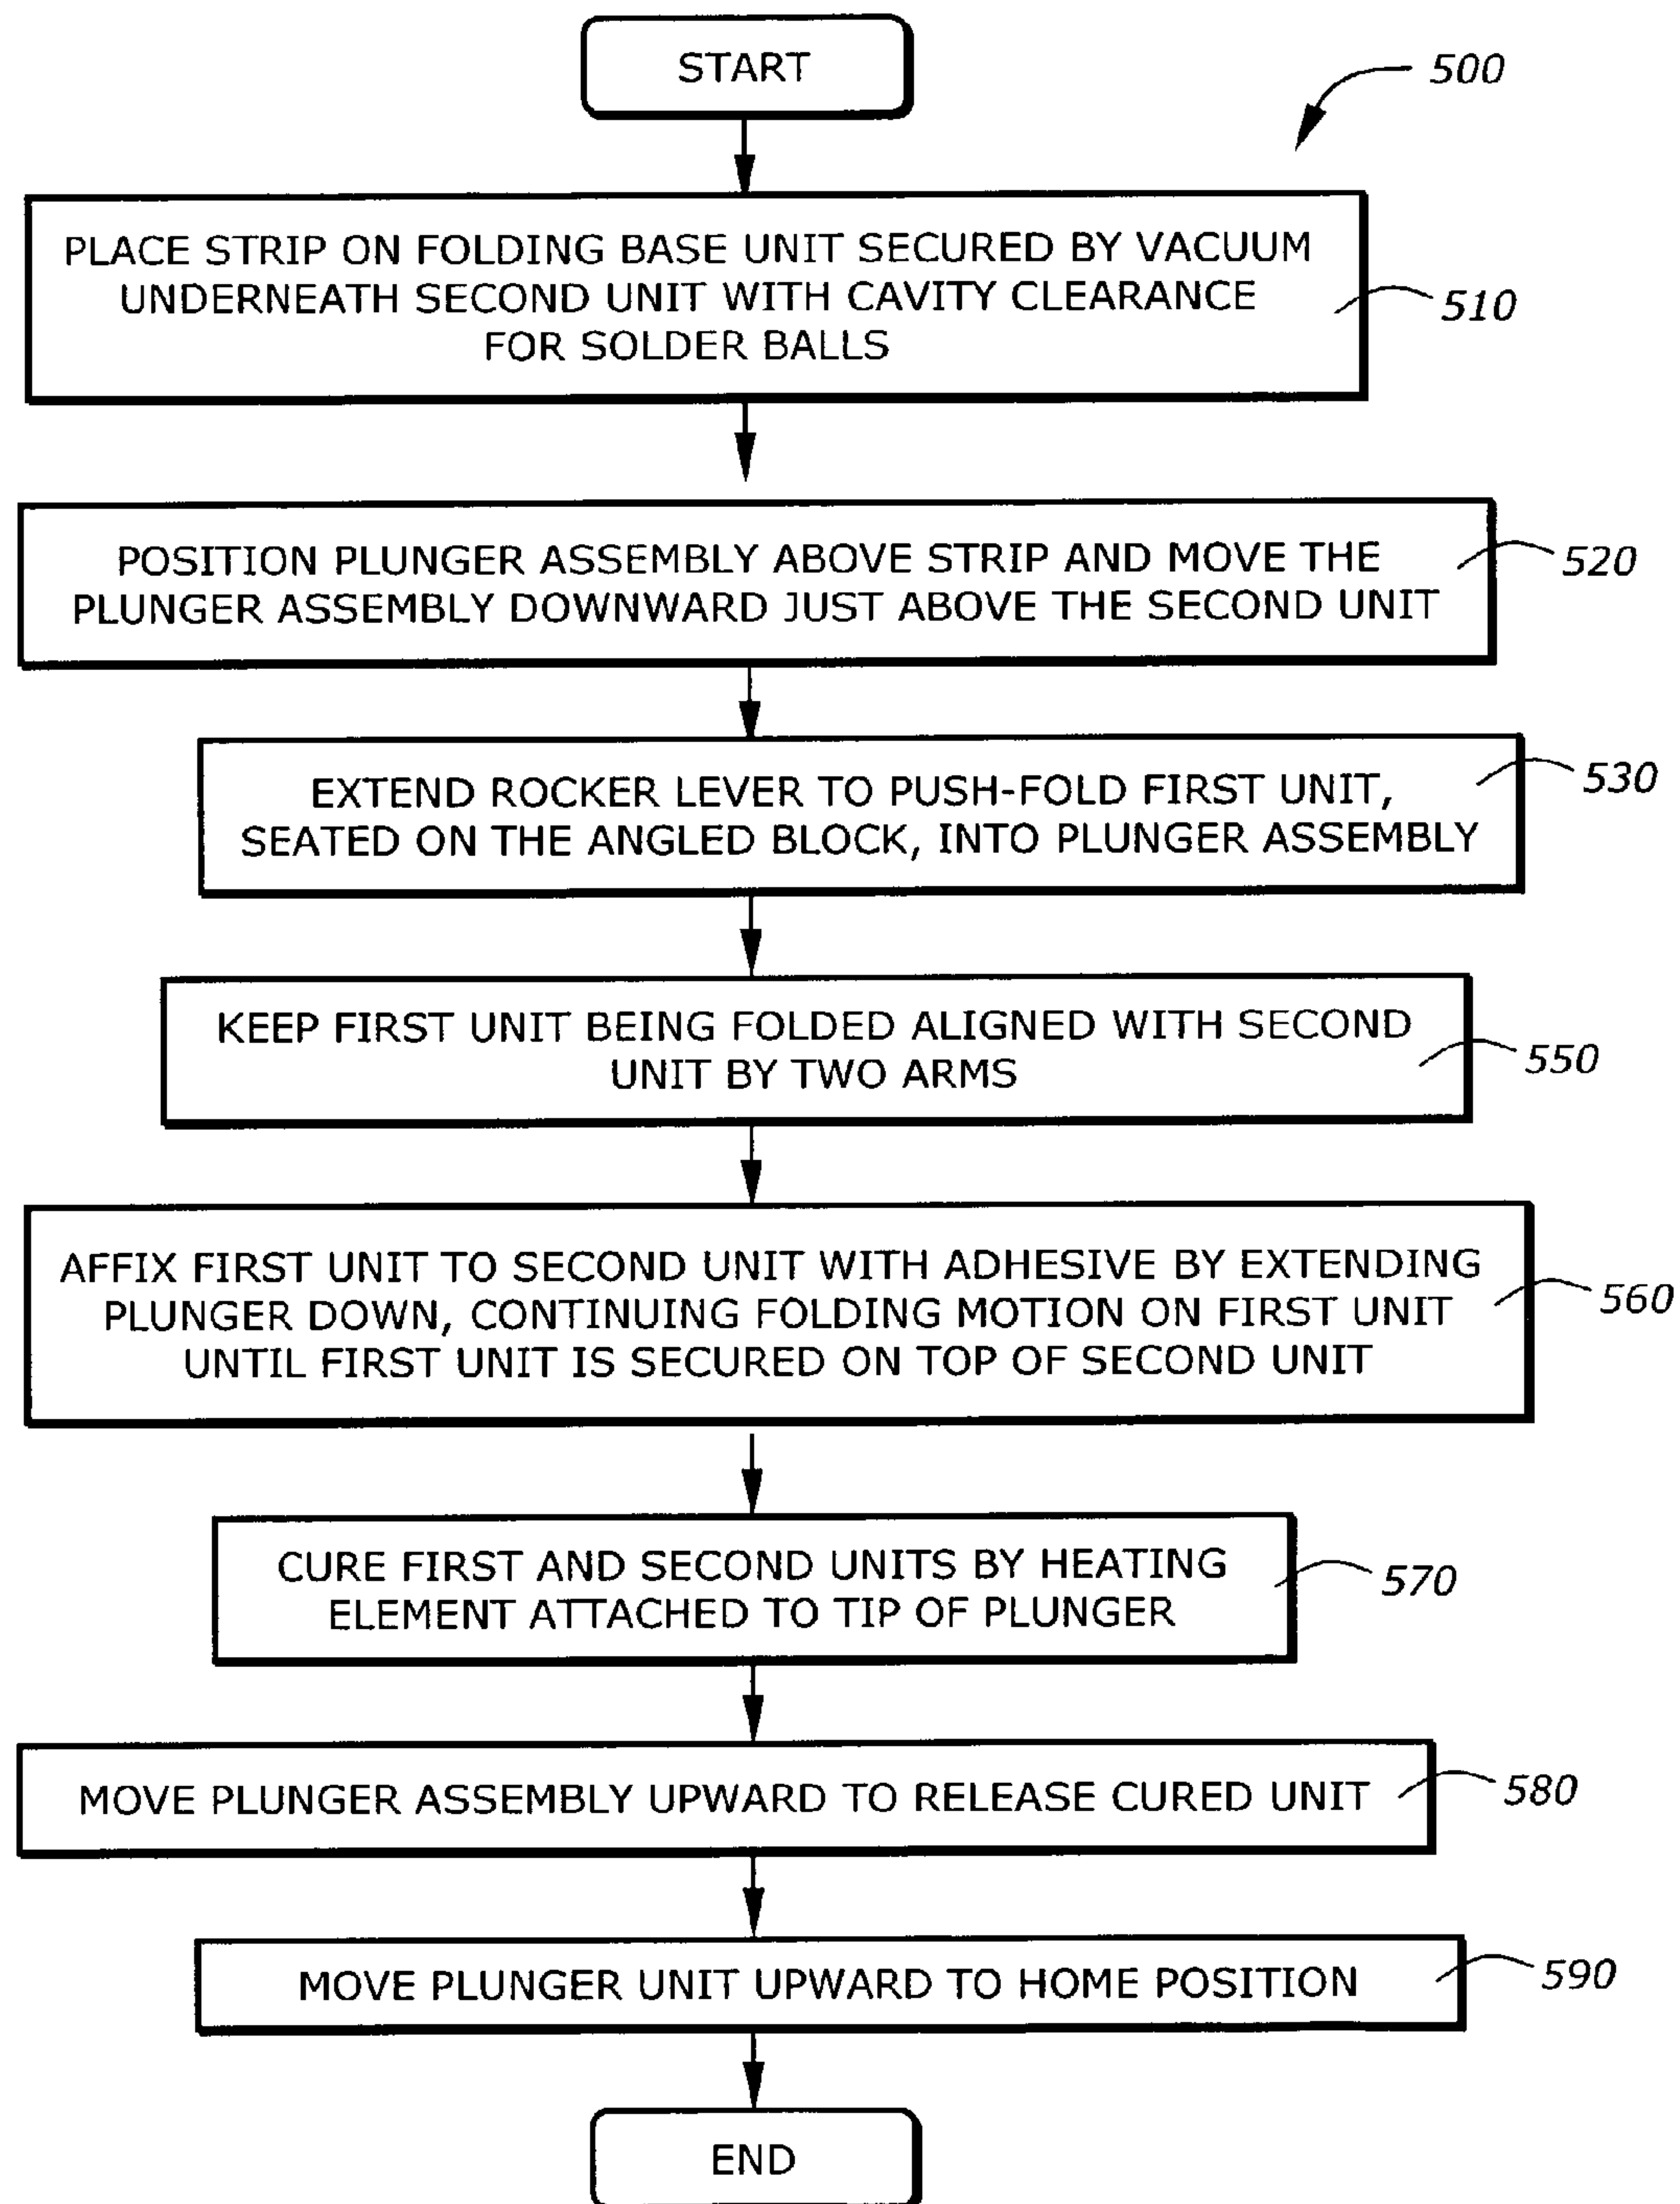 START
500
PLACE STRIP ON FOLDING BASE UNIT SECURED BY VACUUM
UNDERNEATH SECOND UNIT WITH CAVITY CLEARANCE
FOR SOLDER BALLS
510
POSITION PLUNGER ASSEMBLY ABOVE STRIP AND MOVE THE
PLUNGER ASSEMBLY DOWNWARD JUST ABOVE THE SECOND UNIT
520
EXTEND ROCKER LEVER TO PUSH-FOLD FIRST UNIT,
SEATED ON THE ANGLED BLOCK, INTO PLUNGER ASSEMBLY
530
KEEP FIRST UNIT BEING FOLDED ALIGNED WITH SECOND
UNIT BY TWO ARMS
550
AFFIX FIRST UNIT TO SECOND UNIT WITH ADHESIVE BY EXTENDING
PLUNGER DOWN, CONTINUING FOLDING MOTION ON FIRST UNIT
UNTIL FIRST UNIT IS SECURED ON TOP OF SECOND UNIT
560
CURE FIRST AND SECOND UNITS BY HEATING
ELEMENT ATTACHED TO TIP OF PLUNGER
570
MOVE PLUNGER ASSEMBLY UPWARD TO RELEASE CURED UNIT
580
MOVE PLUNGER UNIT UPWARD TO HOME POSITION
590
END